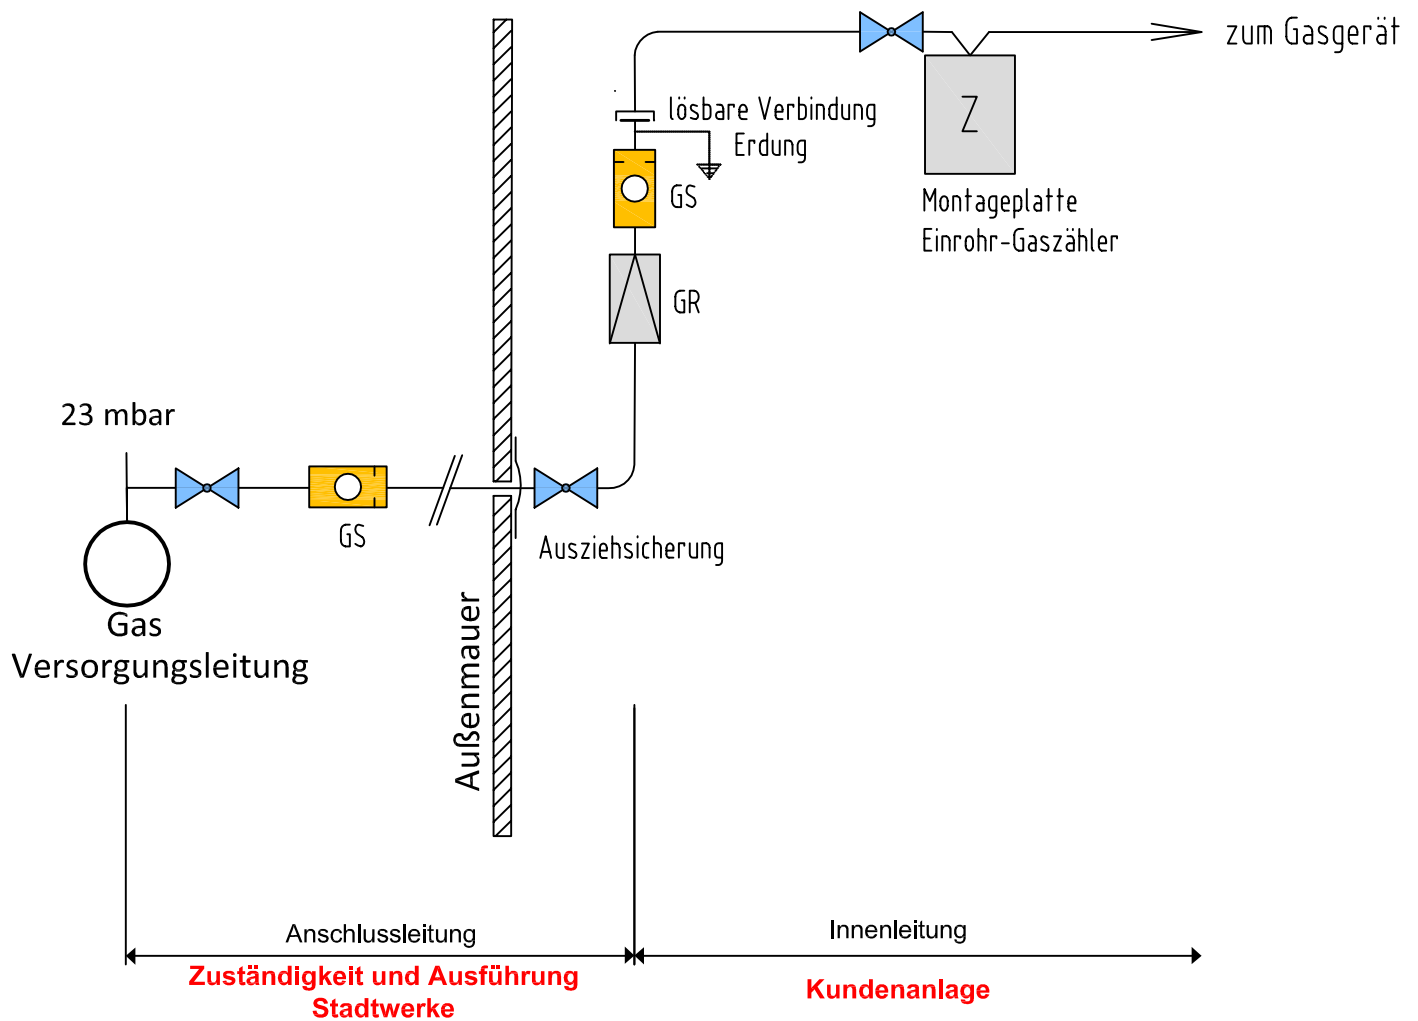 zum Gasgerät
lösbare Verbindung
Erdung
Z
GS
Montageplatte
Einrohr-Gaszähler
GR
23 mbar
GS
Ausziehsicherung
Gas
Versorgungsleitung
Außenmauer
Anschlussleitung
Innenleitung
Zuständigkeit und Ausführung
Stadtwerke
Kundenanlage